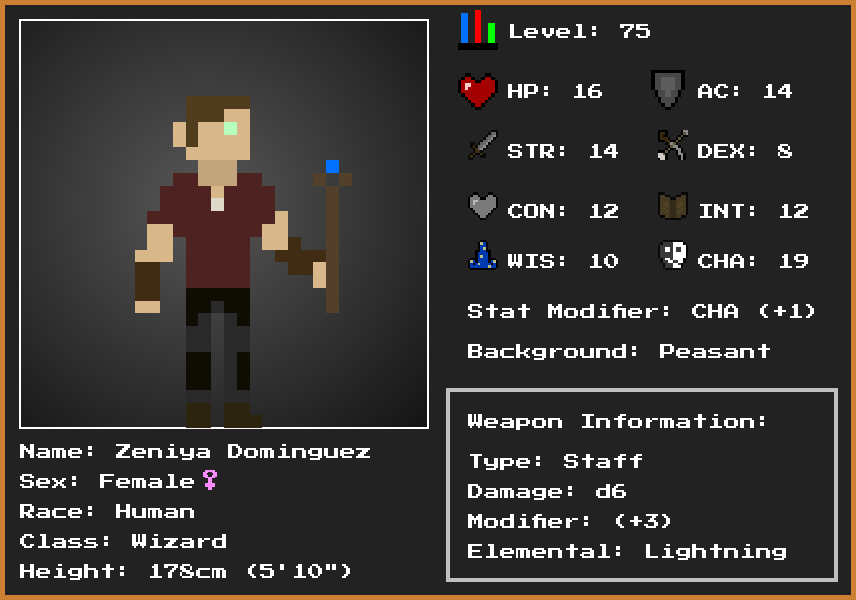 Level: 75
HP: 16
AC: 14
STR: 14
DEX: 8
CON: 12
INT: 12
WIS: 10
CHA: 19
Stat Modifier: CHA (+1)
Background: Peasant
Weapon Information:
Type: Staff
Damage: d6
Modifier: (+3)
Elemental: Lightning
Name: Zeniya Dominguez
Sex: Female♀
Race: Human
Class: Wizard
Height: 178cm (5'10")